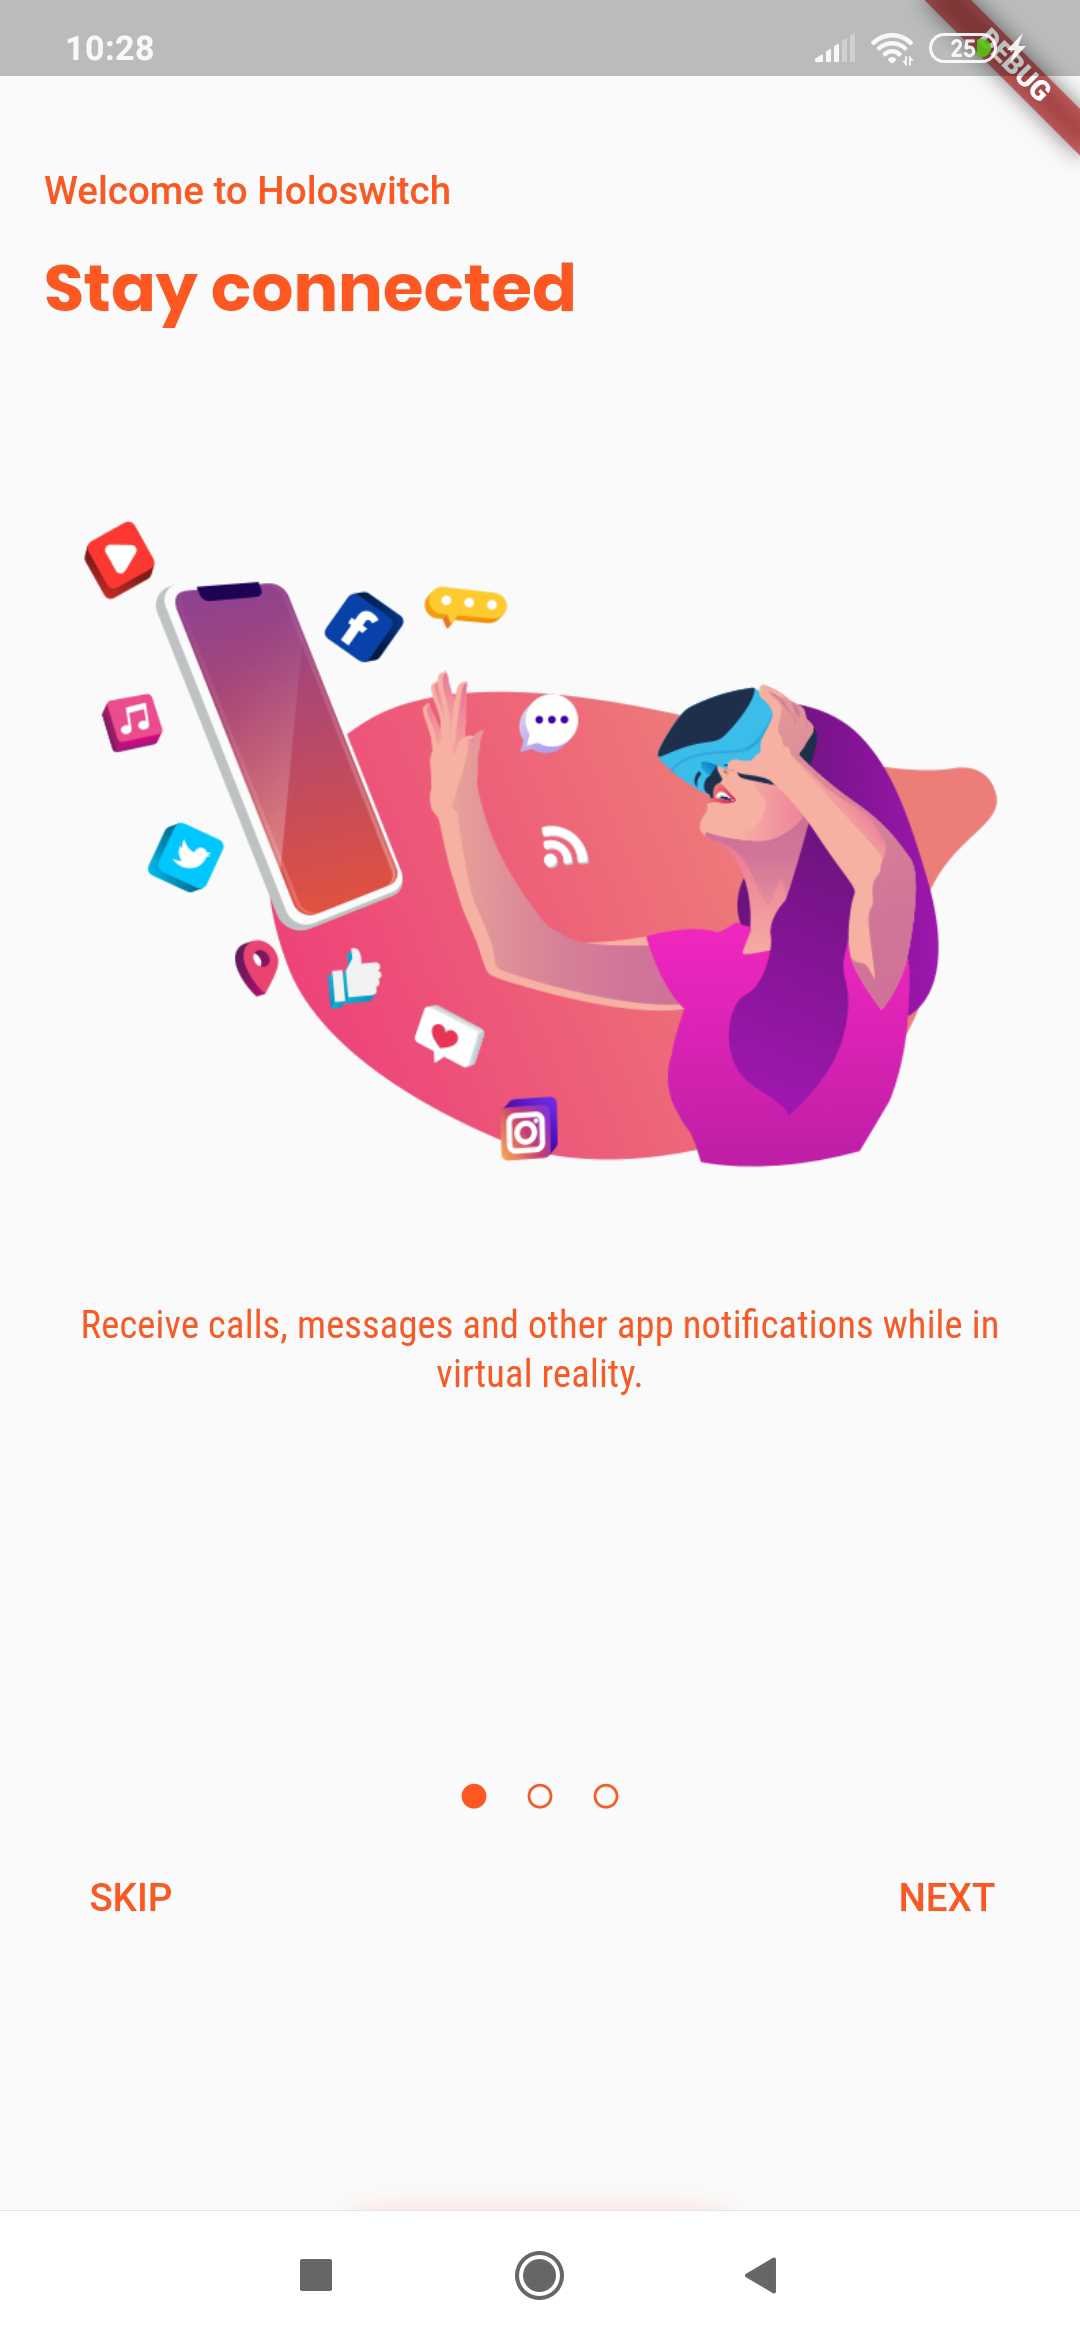 10:28
25
DEBUG
Welcome to Holoswitch
Stay connected
f
Receive calls, messages and other app notifications while in
virtual reality.
SKIP
NEXT